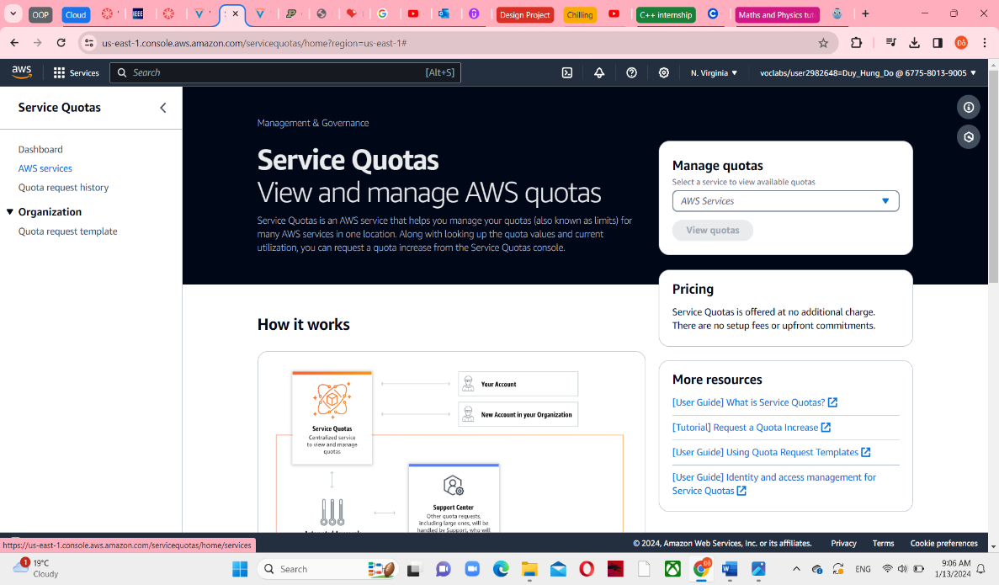 OOP
Cloud
IEEE
Design Project
Chilling
C++ internship
Maths and Physics tut
us-east-1.console.aws.amazon.com/servicequotas/home?region=us-east-1#
Đô
aws
Services
Search
[Alt+S]
N. Virginia
voclabs/user2982648=Duy_Hung_Do @ 6775-8013-9005
Service Quotas
Dashboard
AWS services
Quota request history
Organization
Quota request template
Management & Governance
Service Quotas
View and manage AWS quotas
Service Quotas is an AWS service that helps you manage your quotas (also known as limits) for
many AWS services in one location. Along with looking up the quota values and current
utilization, you can request a quota increase from the Service Quotas console.
Manage quotas
Select a service to view available quotas
AWS Services
View quotas
Pricing
Service Quotas is offered at no additional charge.
There are no setup fees or upfront commitments.
How it works
Service Quotas
Centralized service
to view and manage
quotas
Your Account
New Account in your Organization
Support Center
Other quota requests,
including large ones, will be
handled by Support, who will
More resources
[User Guide] What is Service Quotas?
[Tutorial] Request a Quota Increase
[User Guide] Using Quota Request Templates
[User Guide] Identity and access management for
Service Quotas
https://us-east-1.console.aws.amazon.com/servicequotas/home/services
© 2024, Amazon Web Services, Inc. or its affiliates.
Privacy
Terms
Cookie preferences
1
19°C
Cloudy
Search
ENG
9:06 AM
1/13/2024